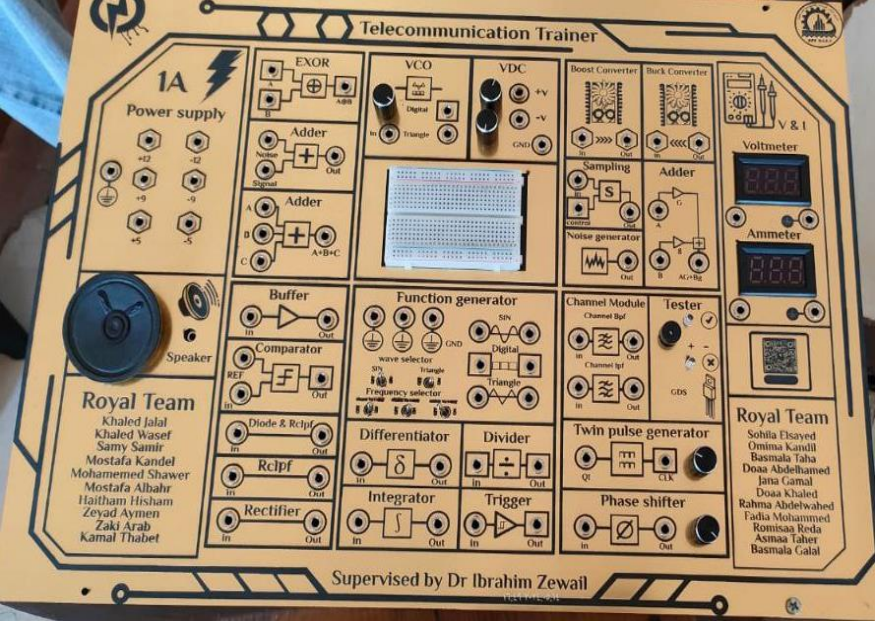 Telecommunication Trainer
1A
Power supply
+12
-12
+9
-9
+5
-5
EXOR
A
B
A⊕B
Adder
Noise
Signal
Out
Adder
A
B
C
A+B+C
VCO
Digital
In
Triangle
VDC
+V
-V
GND
Boost Converter
In >>>> Out
Buck Converter
In <<<< Out
Sampling
In
S
control
Out
Noise generator
Out
Adder
G
A
g
B
AG+Bg
V & I
Voltmeter
Ammeter
Speaker
Buffer
In
Out
Comparator
REF
In
Out
Diode & Rclpf
Rclpf
Rectifier
In
Out
Function generator
GND
wave selector
SIN
Triangle
Frequency selector
SIN
Digital
Triangle
Channel Module
Channel Bpf
In
Out
Channel lpf
In
Out
Tester
+ -
GDS
Differentiator
In
δ
Out
Divider
In
÷
Out
Integrator
In
∫
Out
Trigger
In
Out
Twin pulse generator
Qt
CLK
Phase shifter
In
Ø
Out
Royal Team
Khaled Jalal
Khaled Wasef
Samy Samir
Mostafa Kandel
Mohamemed Shawer
Mostafa Albahr
Haitham Hisham
Zeyad Aymen
Zaki Arab
Kamal Thabet
Royal Team
Sohila Elsayed
Omima Kandil
Basmala Taha
Doaa Abdelhamed
Jana Gamal
Doaa Khaled
Rahma Abdelwahed
Fadia Mohammed
Romisaa Reda
Asmaa Taher
Basmala Galal
Supervised by Dr Ibrahim Zewail